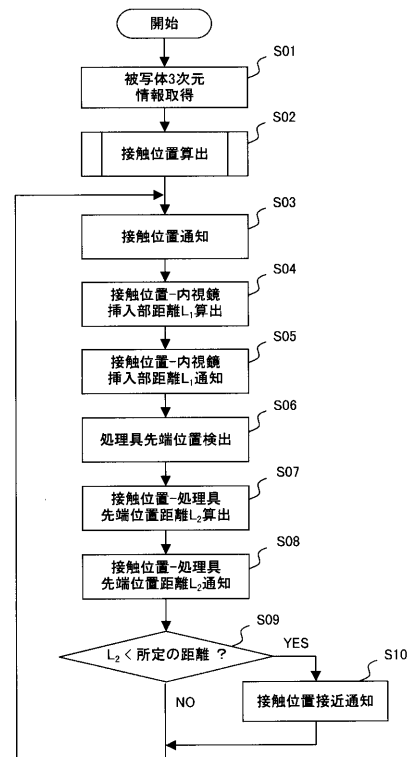 開始
S01
被写体3次元
情報取得
S02
接触位置算出
S03
接触位置通知
S04
接触位置-内視鏡
挿入部距離L₁算出
S05
接触位置-内視鏡
挿入部距離L₁通知
S06
処理具先端位置検出
S07
接触位置-処理具
先端位置距離L₂算出
S08
接触位置-処理具
先端位置距離L₂通知
S09
L₂ < 所定の距離 ?
YES
S10
接触位置接近通知
NO